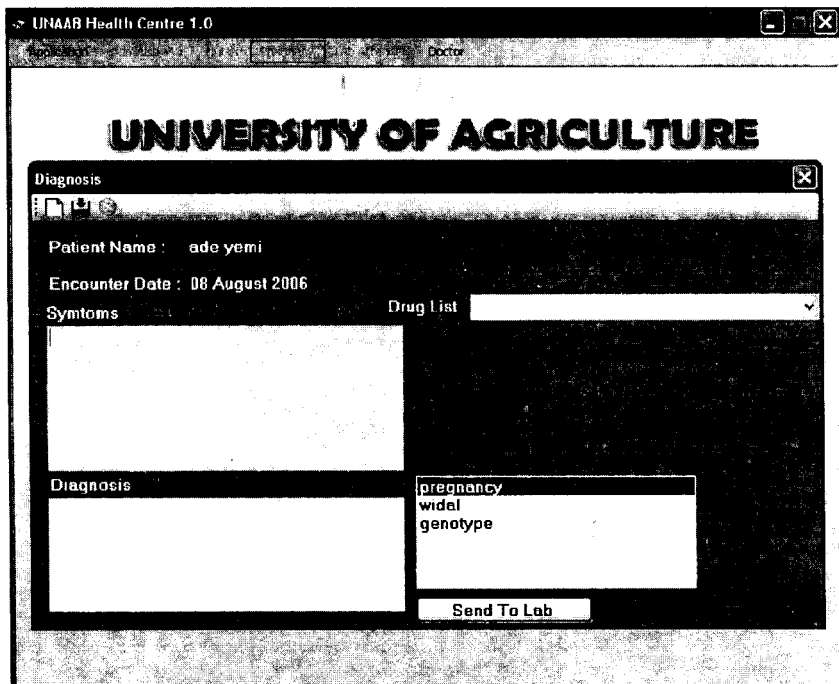 UNAAB Health Centre 1.0
Doctor
UNIVERSITY OF AGRICULTURE
Diagnosis
Patient Name : ade yemi
Encounter Date : 08 August 2006
Symtoms
Drug List
Diagnosis
pregnancy
widal
genotype
Send To Lab